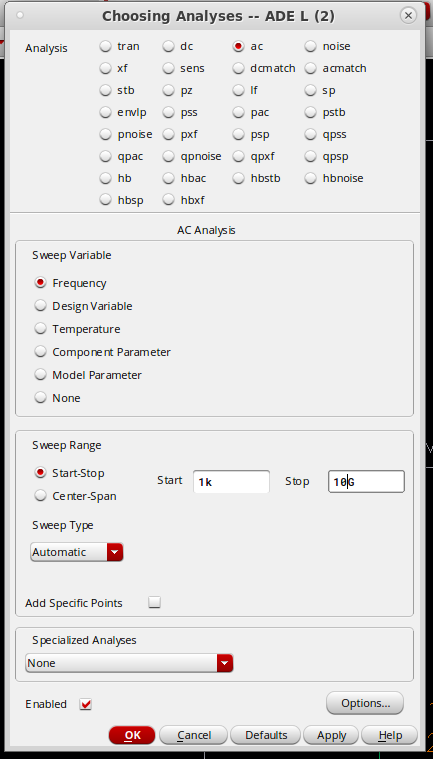 Choosing Analyses -- ADE L (2)
Analysis
tran dc ac noise
xf sens dcmatch acmatch
stb pz lf sp
envlp pss pac pstb
pnoise pxf psp qpss
qpac qpnoise qpxf qpsp
hb hbac hbstb hbnoise
hbsp hbxf
AC Analysis
Sweep Variable
Frequency
Design Variable
Temperature
Component Parameter
Model Parameter
None
Sweep Range
Start-Stop Start 1k Stop 10G
Center-Span
Sweep Type
Automatic
Add Specific Points
Specialized Analyses
None
Enabled Options...
OK Cancel Defaults Apply Help